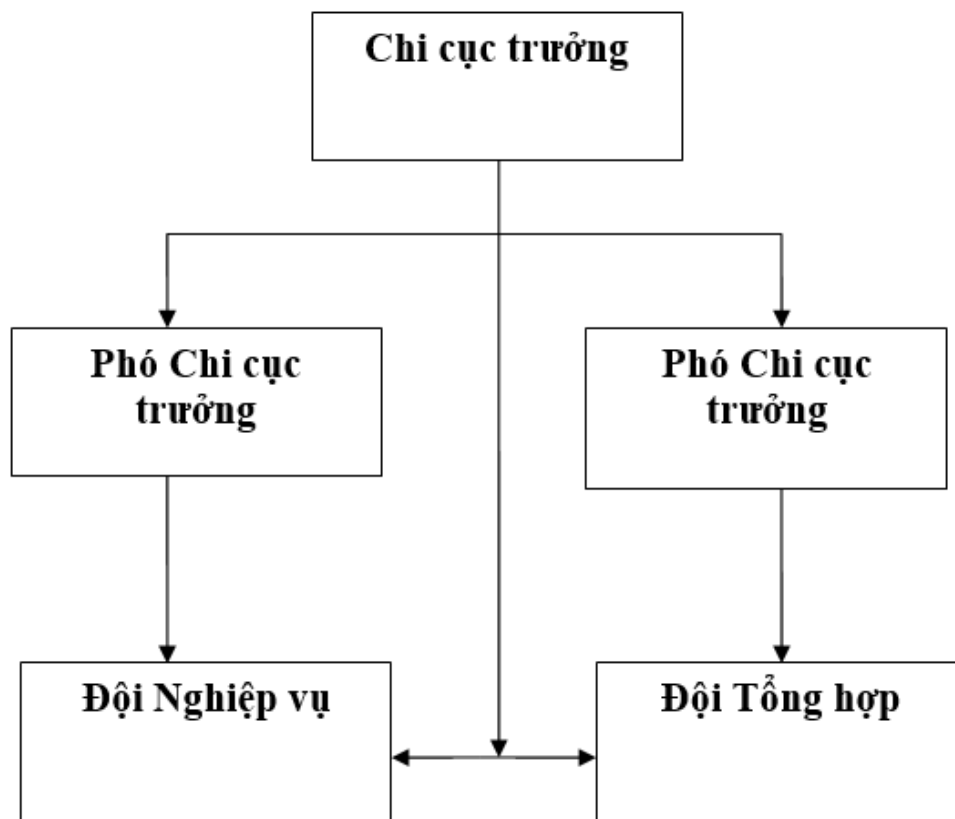 Chi cục trưởng
Phó Chi cục
trưởng
Phó Chi cục
trưởng
Đội Nghiệp vụ
Đội Tổng hợp